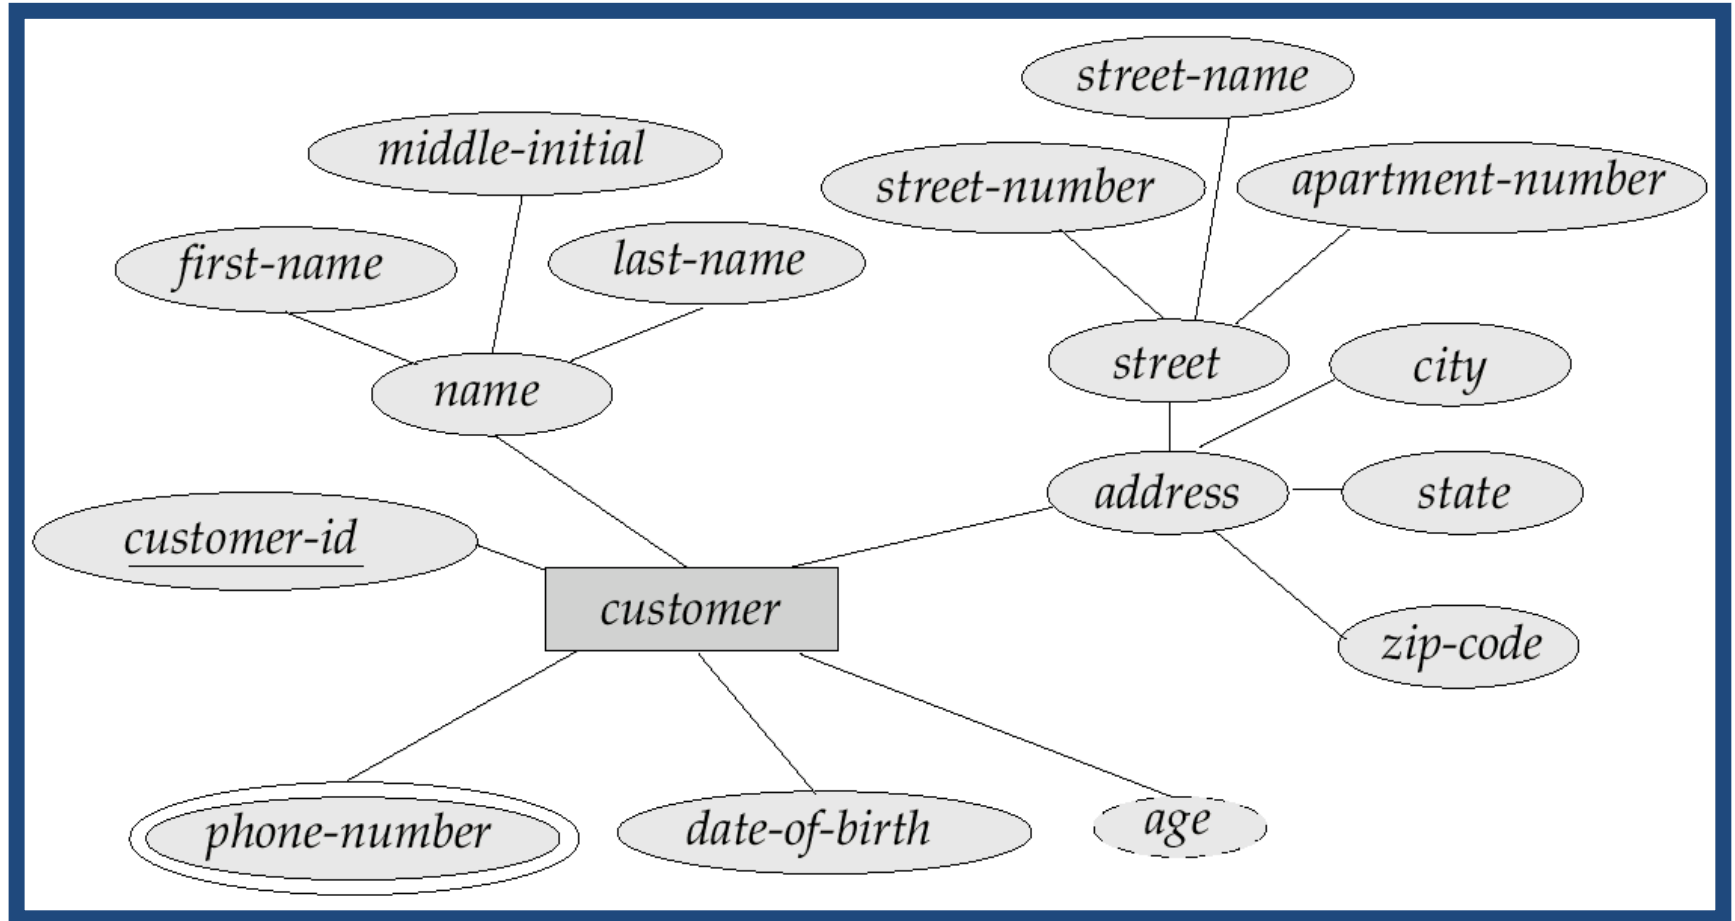 street-name
middle-initial
street-number
apartment-number
first-name
last-name
street
city
name
address
state
customer-id
customer
zip-code
phone-number
date-of-birth
age